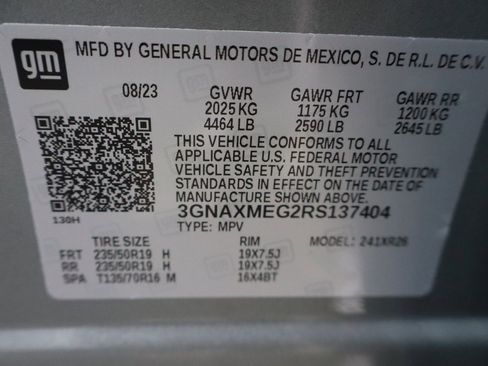 gm
MFD BY GENERAL MOTORS DE MEXICO, S. DE R.L. DE C.V.
08/23 GVWR GAWR FRT GAWR RR
2025 KG 1175 KG 1200 KG
4464 LB 2590 LB 2645 LB
THIS VEHICLE CONFORMS TO ALL
APPLICABLE U.S. FEDERAL MOTOR
VEHICLE SAFETY AND THEFT PREVENTION
STANDARDS IN EFFECT ON THE DATE OF
MANUFACTURE SHOWN ABOVE.
3GNAXMEG2RS137404
130H TYPE: MPV MODEL: 241XR26
TIRE SIZE RIM
FRT 235/50R19 H 19X7.5J
RR 235/50R19 H 19X7.5J
SPA T135/70R16 M 16X4BT